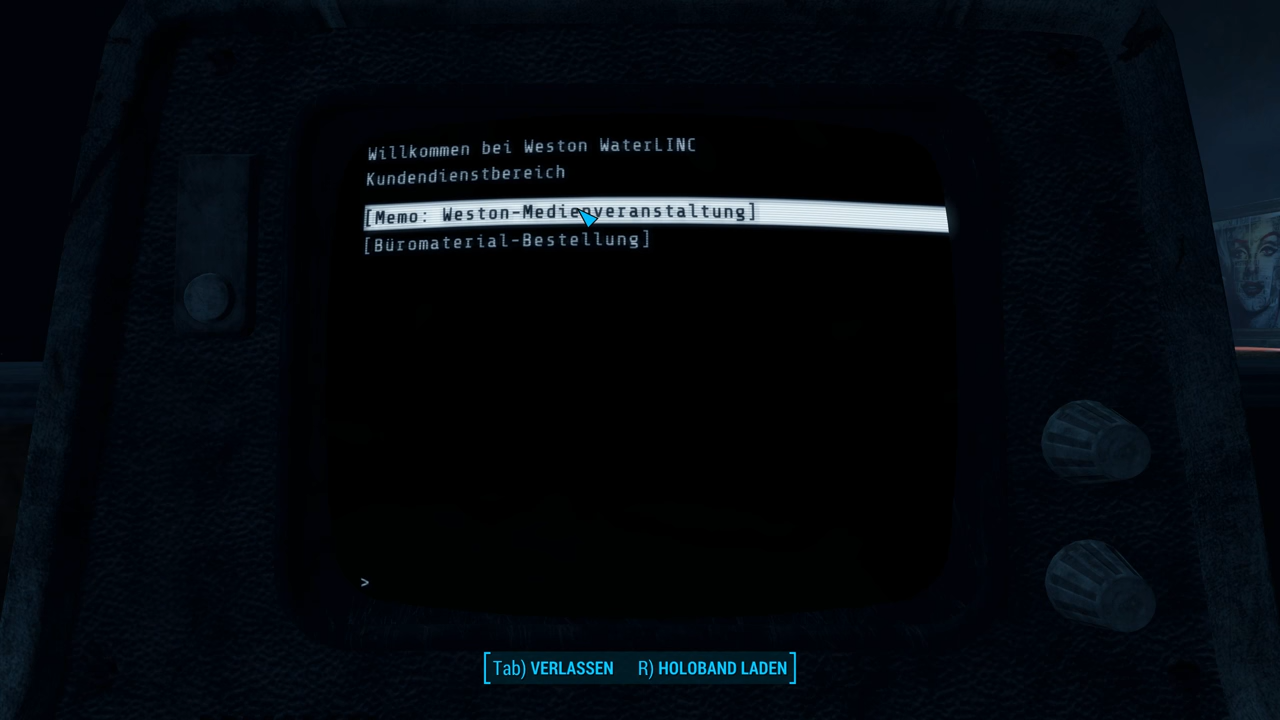 Willkommen bei Weston WaterLINC
Kundendienstbereich
[Memo: Weston-Medienveranstaltung]
[Büromaterial-Bestellung]
>
[Tab) VERLASSEN R) HOLOBAND LADEN]